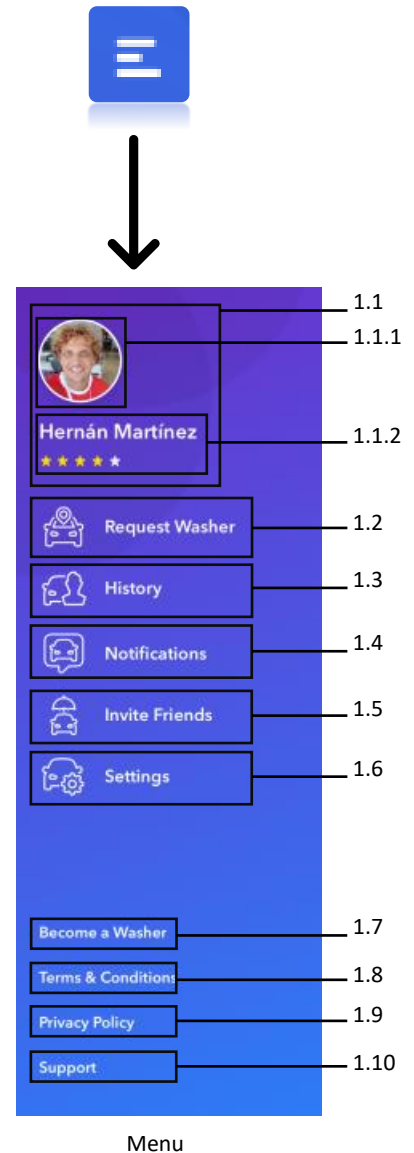 1.1
1.1.1
Hernán Martínez
1.1.2
Request Washer
1.2
History
1.3
Notifications
1.4
Invite Friends
1.5
Settings
1.6
Become a Washer
1.7
Terms & Conditions
1.8
Privacy Policy
1.9
Support
1.10
Menu